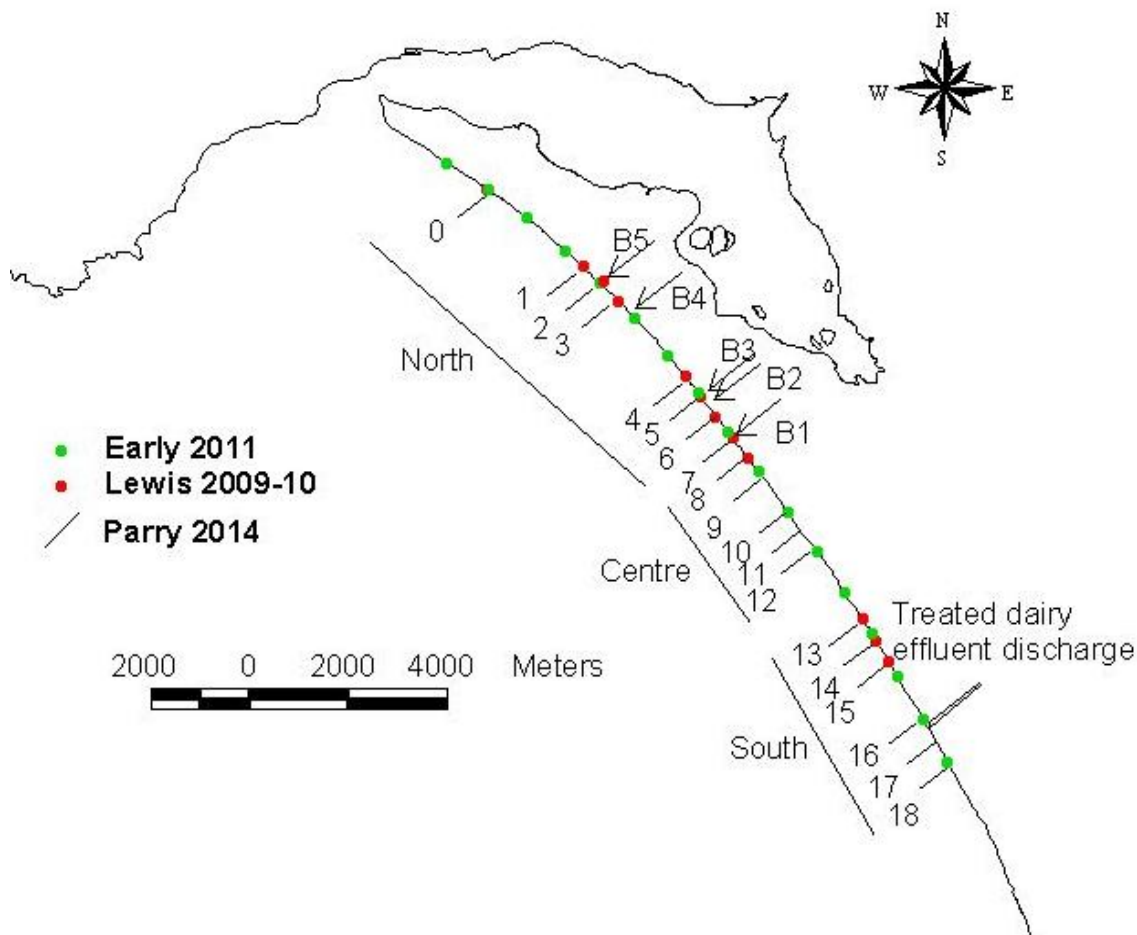 N
W E
S
0
B5
1
B4
2
3
North
B3
B2
4
5
B1
6
7
8
Early 2011
Lewis 2009-10
Parry 2014
9
10
Centre
11
12
Treated dairy
effluent discharge
13
14
15
2000 0 2000 4000 Meters
South
16
17
18